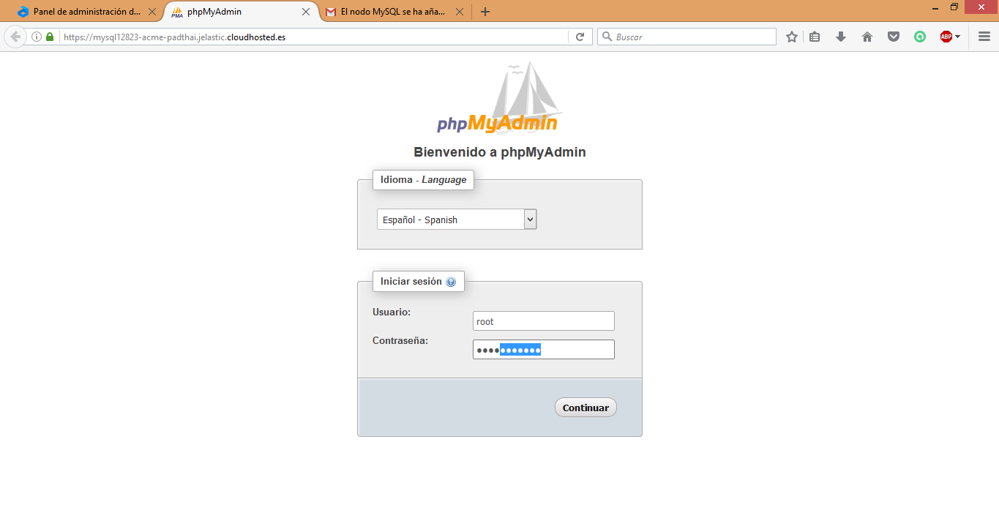 Panel de administración d...
PMA
phpMyAdmin
El nodo MySQL se ha aña...
https://mysql12823-acme-padthai.jelastic.cloudhosted.es
Buscar
ABP
phpMyAdmin
Bienvenido a phpMyAdmin
Idioma - Language
Español - Spanish
Iniciar sesión
Usuario:
root
Contraseña:
Continuar